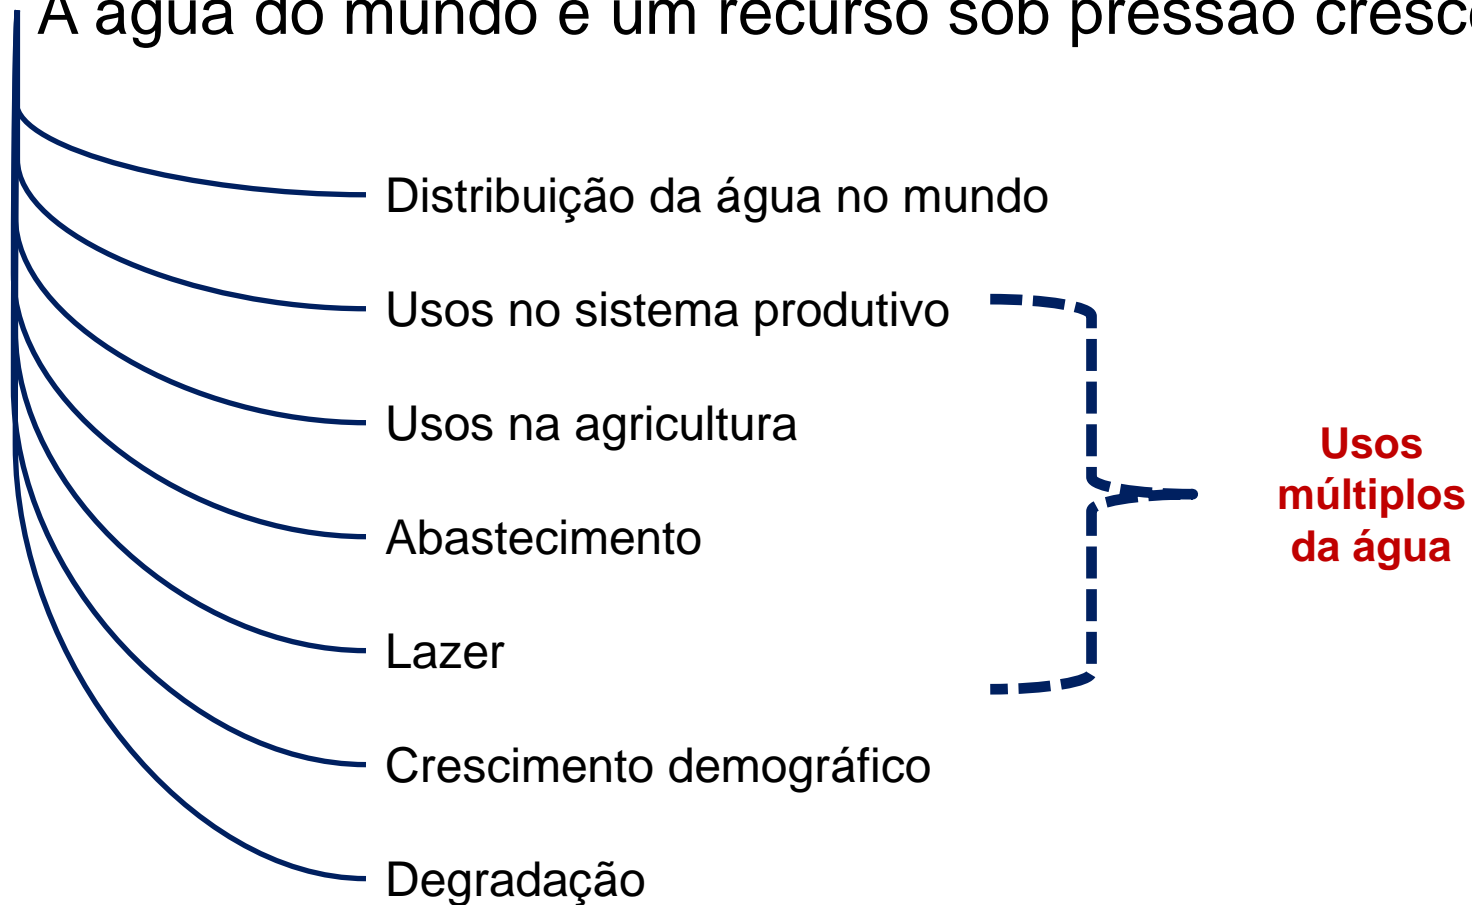 A água do mundo é um recurso sob pressão
Distribuição da água no mundo
Usos no sistema produtivo
Usos na agricultura
Usos
múltiplos
da água
Abastecimento
Lazer
Crescimento demográfico
Degradação